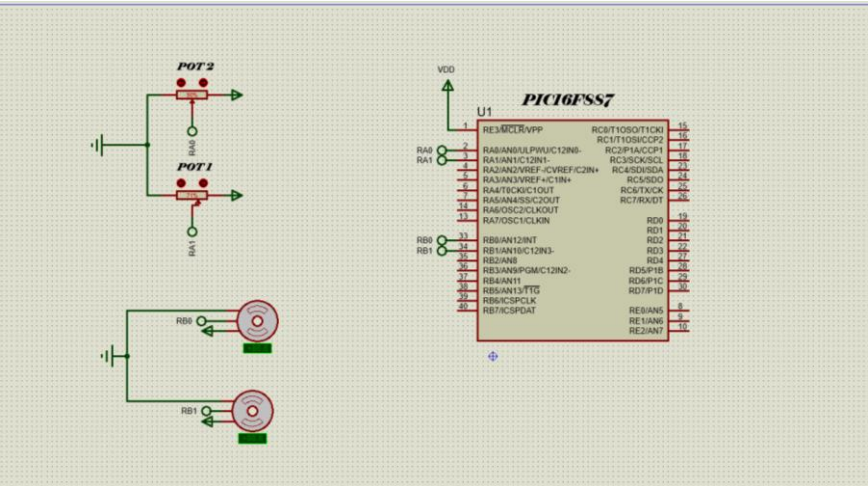 POT 2
RA0
POT 1
RA1
RB0
RB1
VDD
U1
PIC16F887
RA0
RA1
RB0
RB1
1
2
3
4
5
6
7
14
13
33
34
35
36
37
38
39
40
RE3/MCLR/VPP
RA0/AN0/ULPWU/C12IN0-
RA1/AN1/C12IN1-
RA2/AN2/VREF-/CVREF/C2IN+
RA3/AN3/VREF+/C1IN+
RA4/T0CKI/C1OUT
RA5/AN4/SS/C2OUT
RA6/OSC2/CLKOUT
RA7/OSC1/CLKIN
RB0/AN12/INT
RB1/AN10/C12IN3-
RB2/AN8
RB3/AN9/PGM/C12IN2-
RB4/AN11
RB5/AN13/T1G
RB6/ICSPCLK
RB7/ICSPDAT
RC0/T1OSO/T1CKI
RC1/T1OSI/CCP2
RC2/P1A/CCP1
RC3/SCK/SCL
RC4/SDI/SDA
RC5/SDO
RC6/TX/CK
RC7/RX/DT
RD0
RD1
RD2
RD3
RD4
RD5/P1B
RD6/P1C
RD7/P1D
RE0/AN5
RE1/AN6
RE2/AN7
15
16
17
18
23
24
25
26
19
20
21
22
27
28
29
30
8
9
10